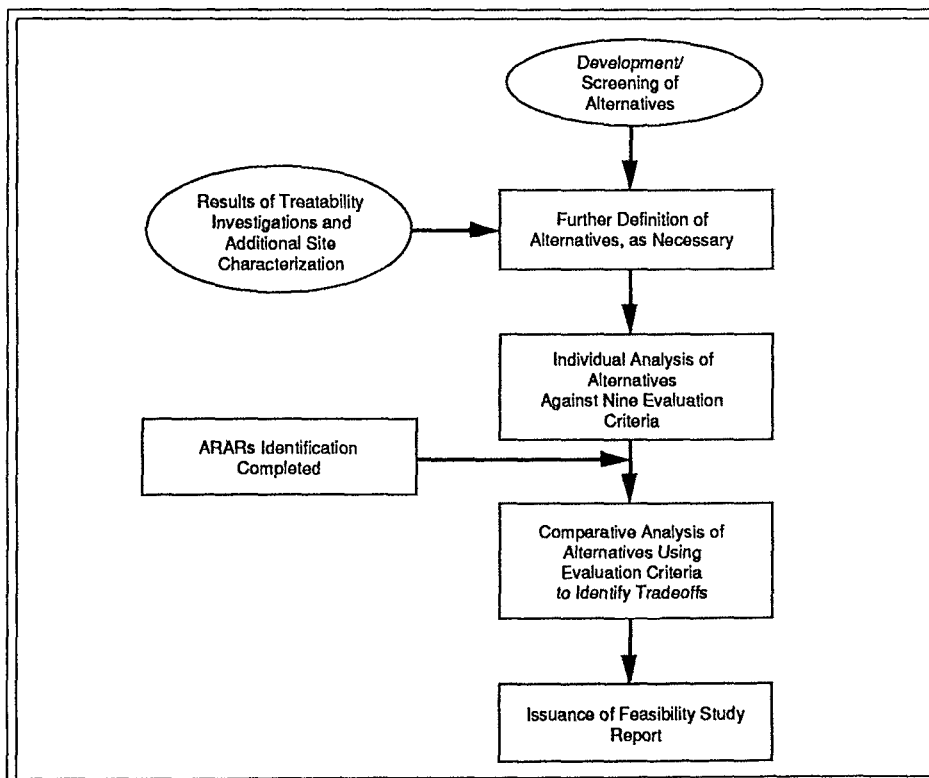 Development/
Screening of
Alternatives
Results of Treatability
Investigations and
Additional Site
Characterization
Further Definition of
Alternatives, as Necessary
Individual Analysis of
Alternatives
Against Nine Evaluation
Criteria
ARARs Identification
Completed
Comparative Analysis of
Alternatives Using
Evaluation Criteria
to Identify Tradeoffs
Issuance of Feasibility Study
Report